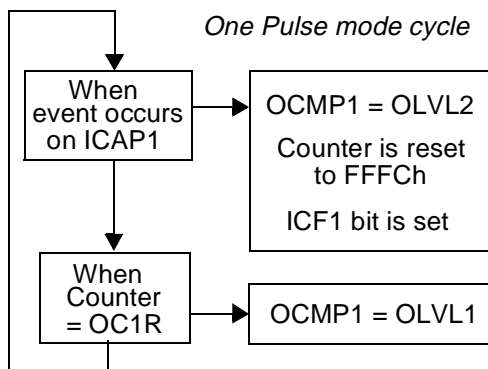 One Pulse mode cycle
When
event occurs
on ICAP1
OCMP1 = OLVL2
Counter is reset
to FFFCh
ICF1 bit is set
When
Counter
= OC1R
OCMP1 = OLVL1